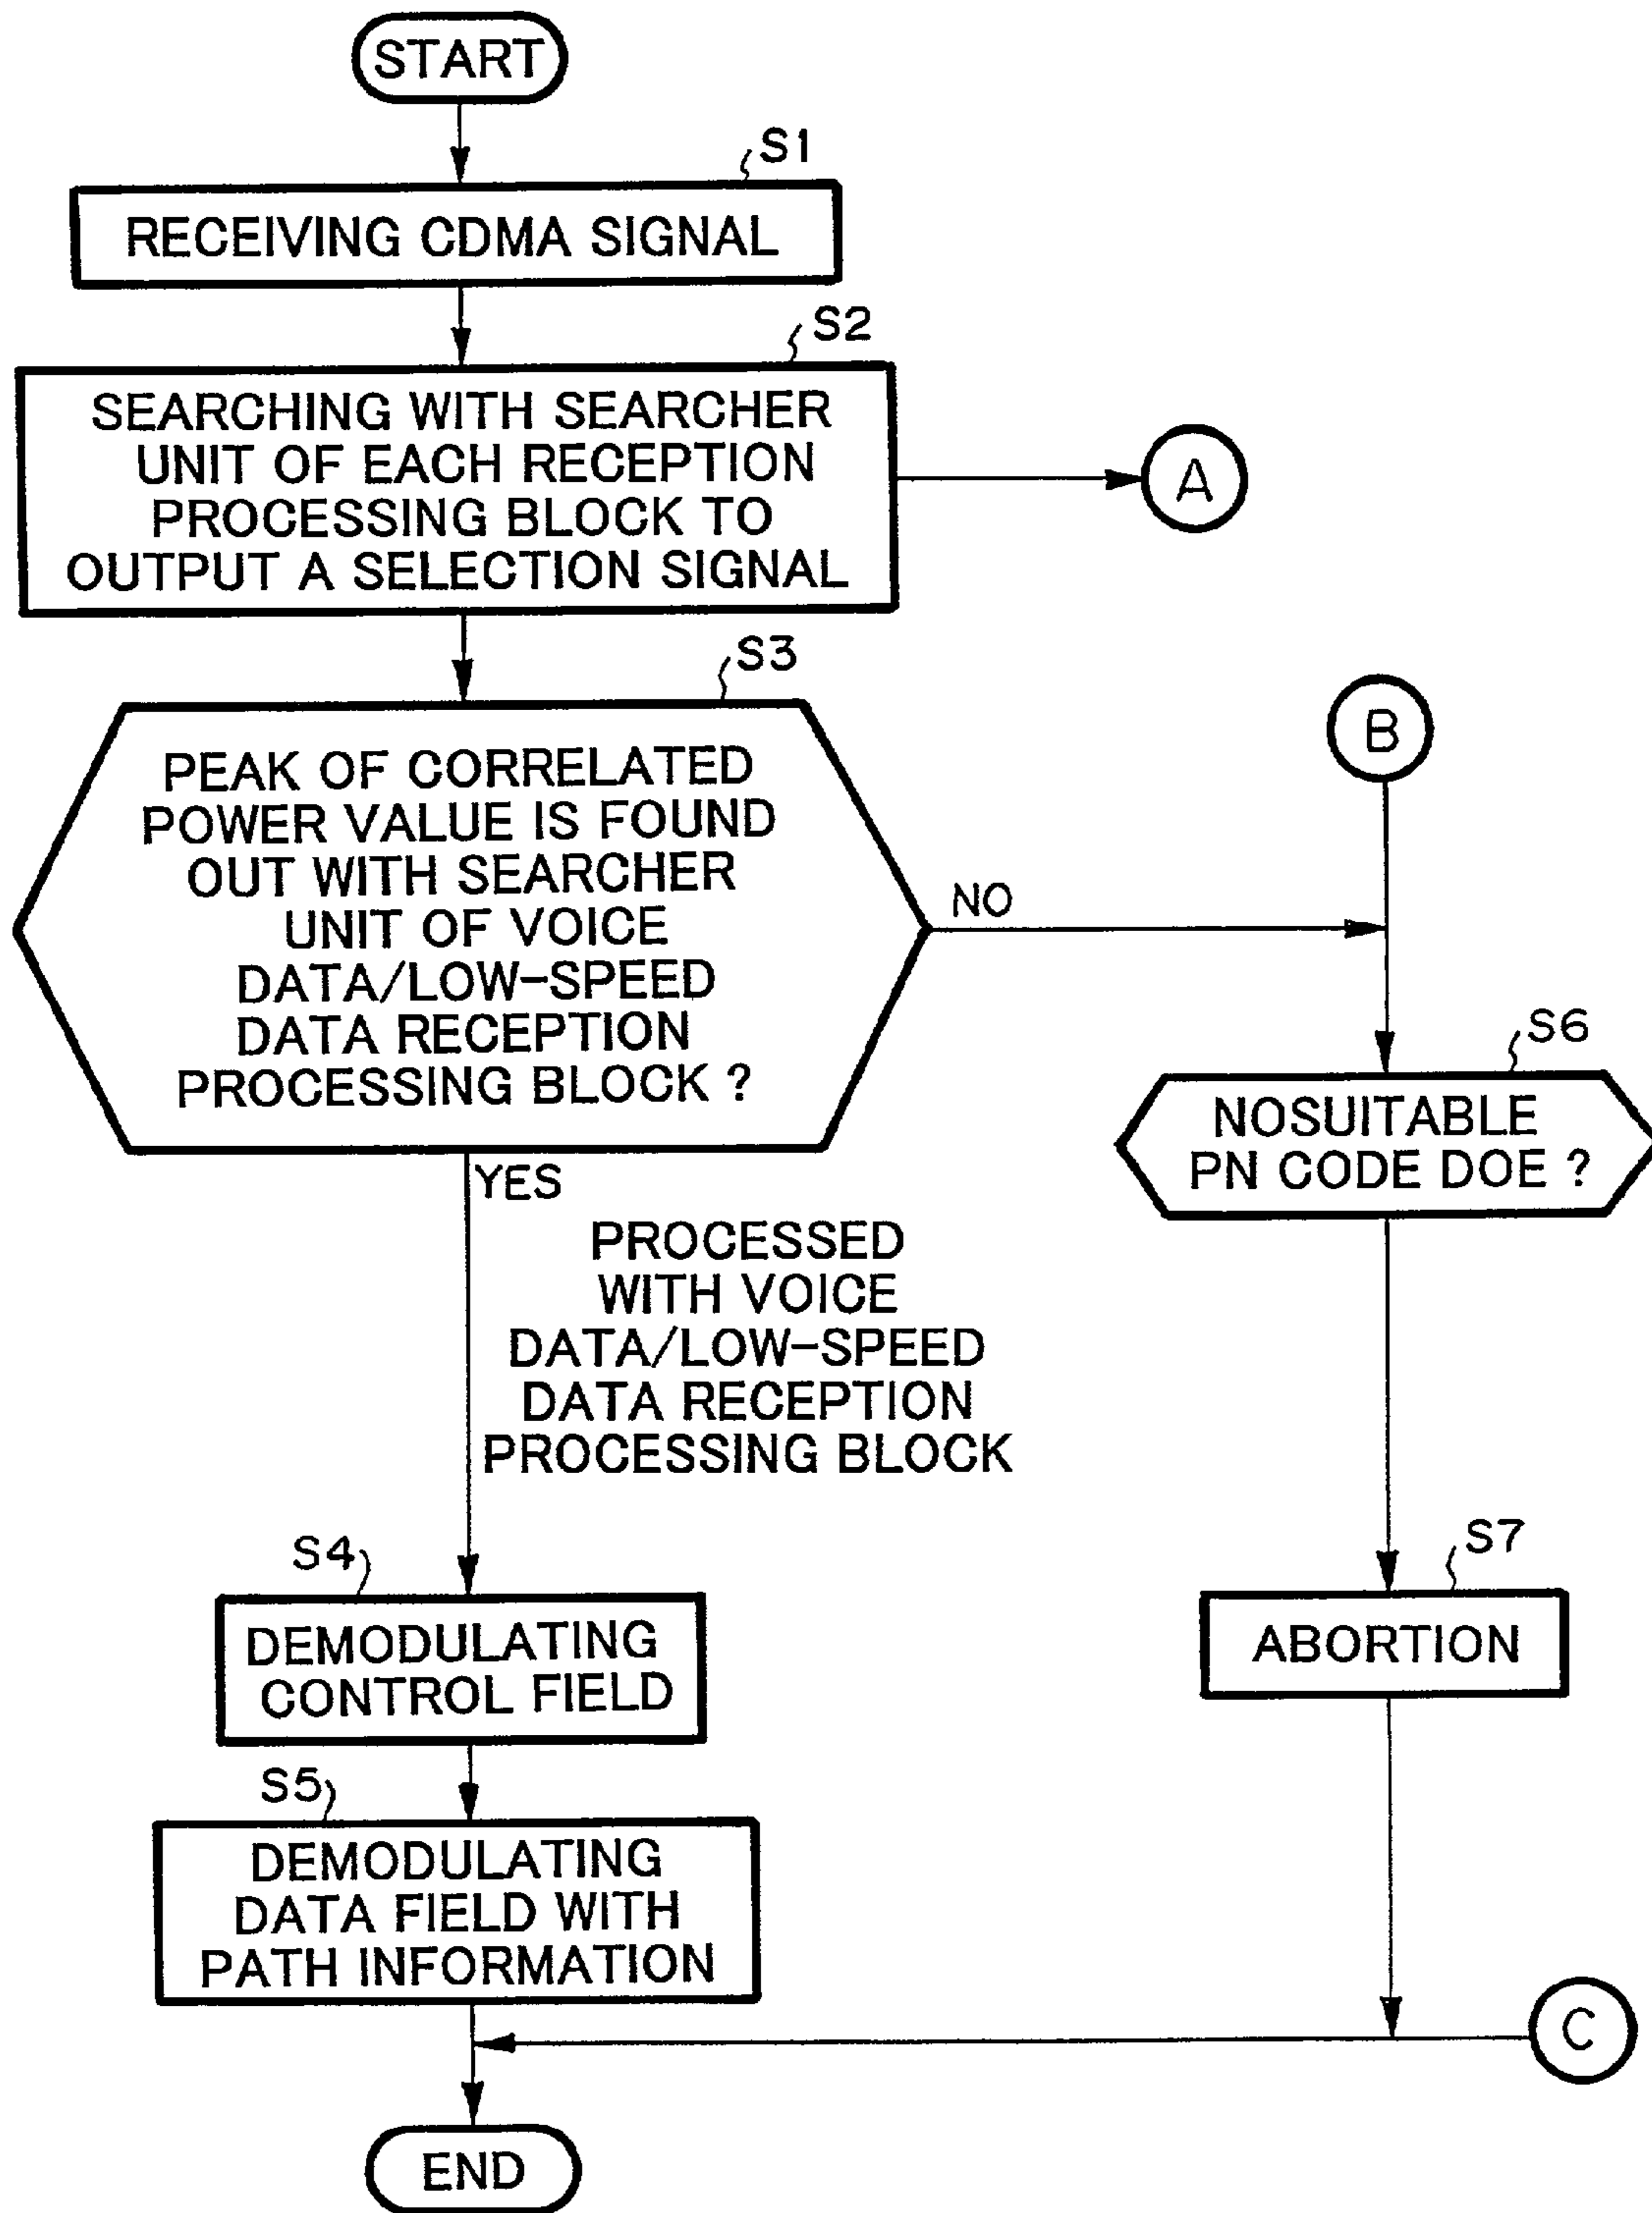 START
S1
RECEIVING CDMA SIGNAL
S2
SEARCHING WITH SEARCHER
UNIT OF EACH RECEPTION
PROCESSING BLOCK TO
OUTPUT A SELECTION SIGNAL
A
S3
PEAK OF CORRELATED
POWER VALUE IS FOUND
OUT WITH SEARCHER
UNIT OF VOICE
DATA/LOW-SPEED
DATA RECEPTION
PROCESSING BLOCK ?
NO
B
S6
NOSUITABLE
PN CODE DOE ?
YES
PROCESSED
WITH VOICE
DATA/LOW-SPEED
DATA RECEPTION
PROCESSING BLOCK
S4
DEMODULATING
CONTROL FIELD
S7
ABORTION
S5
DEMODULATING
DATA FIELD WITH
PATH INFORMATION
C
END